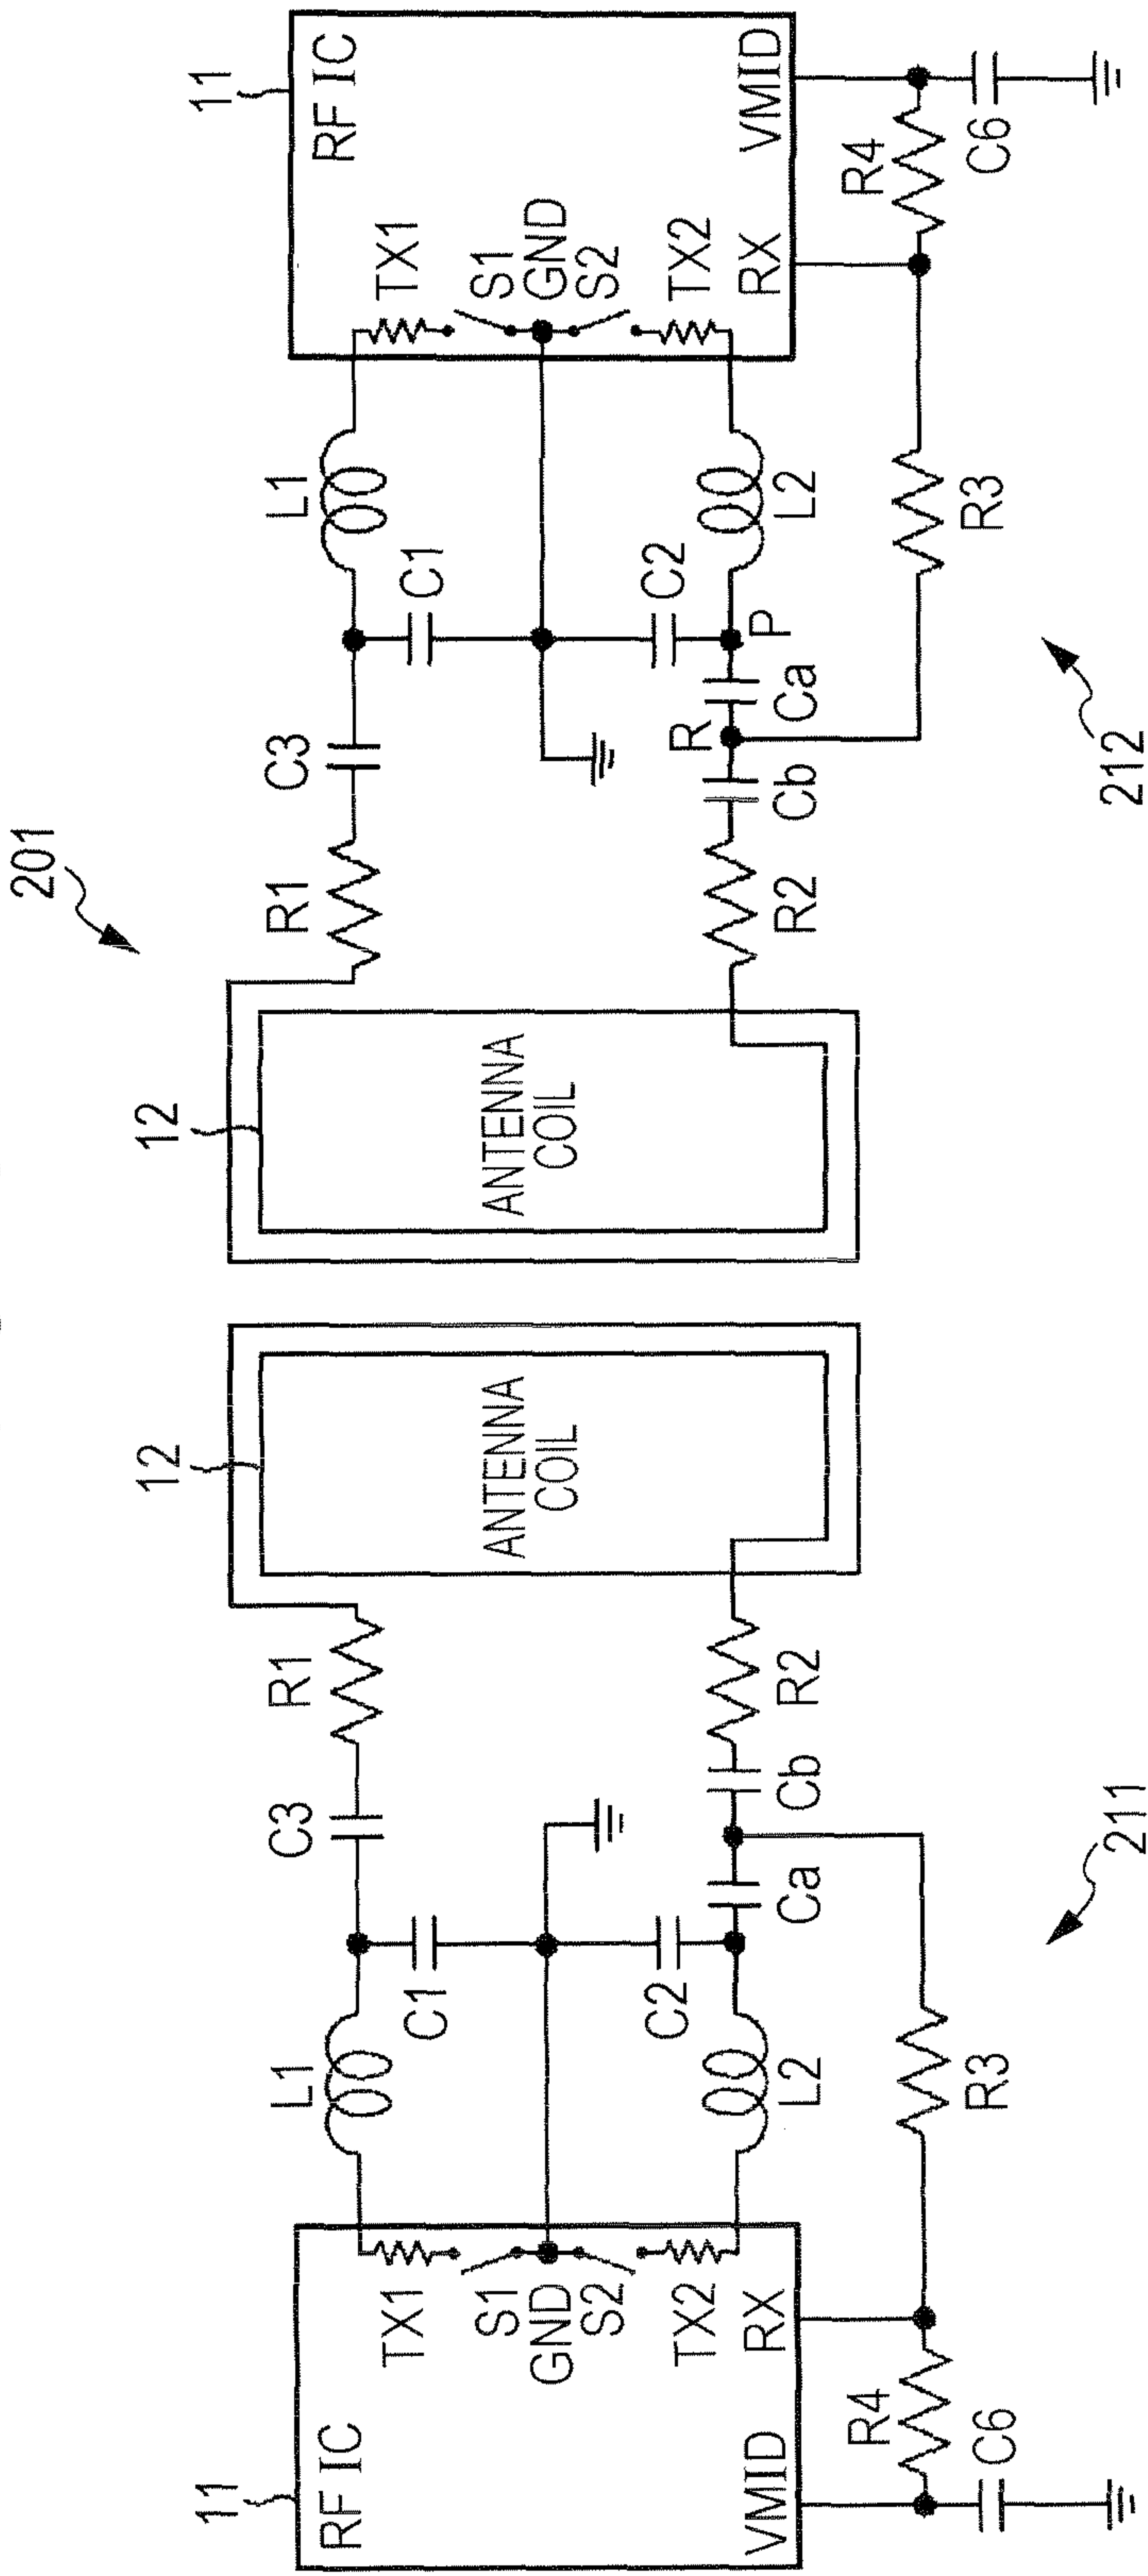 201
11
RF IC
TX1
S1
GND
S2
TX2
RX
VMID
L1
C1
C3
R1
12
ANTENNA
COIL
L2
C2
Ca
Cb
R2
R3
R4
C6
211
12
ANTENNA
COIL
R1
C3
C1
L1
11
RF IC
TX1
S1
GND
S2
TX2
RX
VMID
R2
Cb
R
Ca
P
C2
L2
R3
R4
C6
212